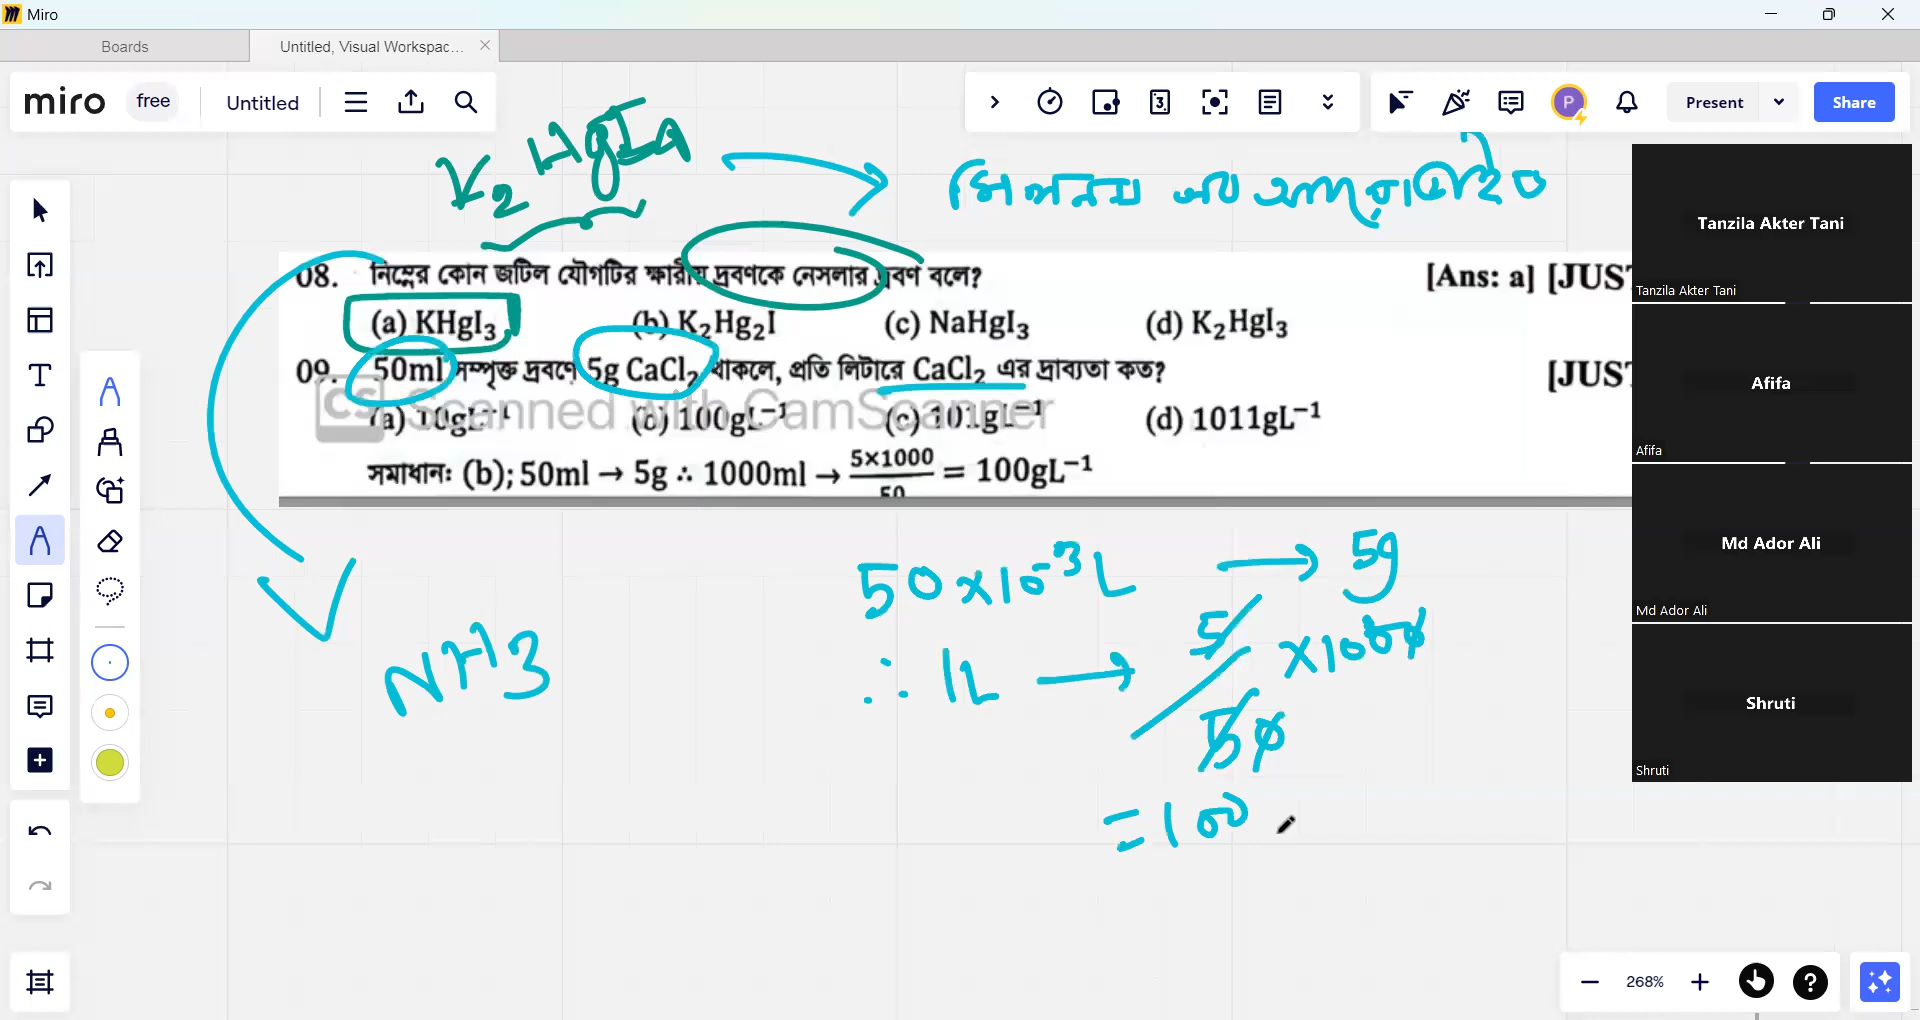 Miro
Boards
Untitled, Visual Workspac...
miro free Untitled
3
P
Present
Share
K₂HgI₄
08. নিম্নের কোন জটিল যৌগটির ক্ষারীয় দ্রবণকে নেসলার দ্রবণ বলে? [Ans: a] [JUS
(a) KHgI₃ (b) K₂Hg₂I (c) NaHgI₃ (d) K₂HgI₃
09. 50ml সম্পৃক্ত দ্রবণে 5g CaCl₂ থাকলে, প্রতি লিটারে CaCl₂ এর দ্রাব্যতা কত? [JUS
CS Scanned with CamScanner
(a) 10gL⁻¹ (b) 100gL⁻¹ (c) 101gL⁻¹ (d) 1011gL⁻¹
সমাধানঃ (b); 50ml → 5g ∴ 1000ml → 5×1000/50 = 100gL⁻¹
50×10⁻³L → 5g
∴ 1L → 5/50 ×1000
= 100
NH3
Tanzila Akter Tani
Tanzila Akter Tani
Afifa
Afifa
Md Ador Ali
Md Ador Ali
Shruti
Shruti
268%